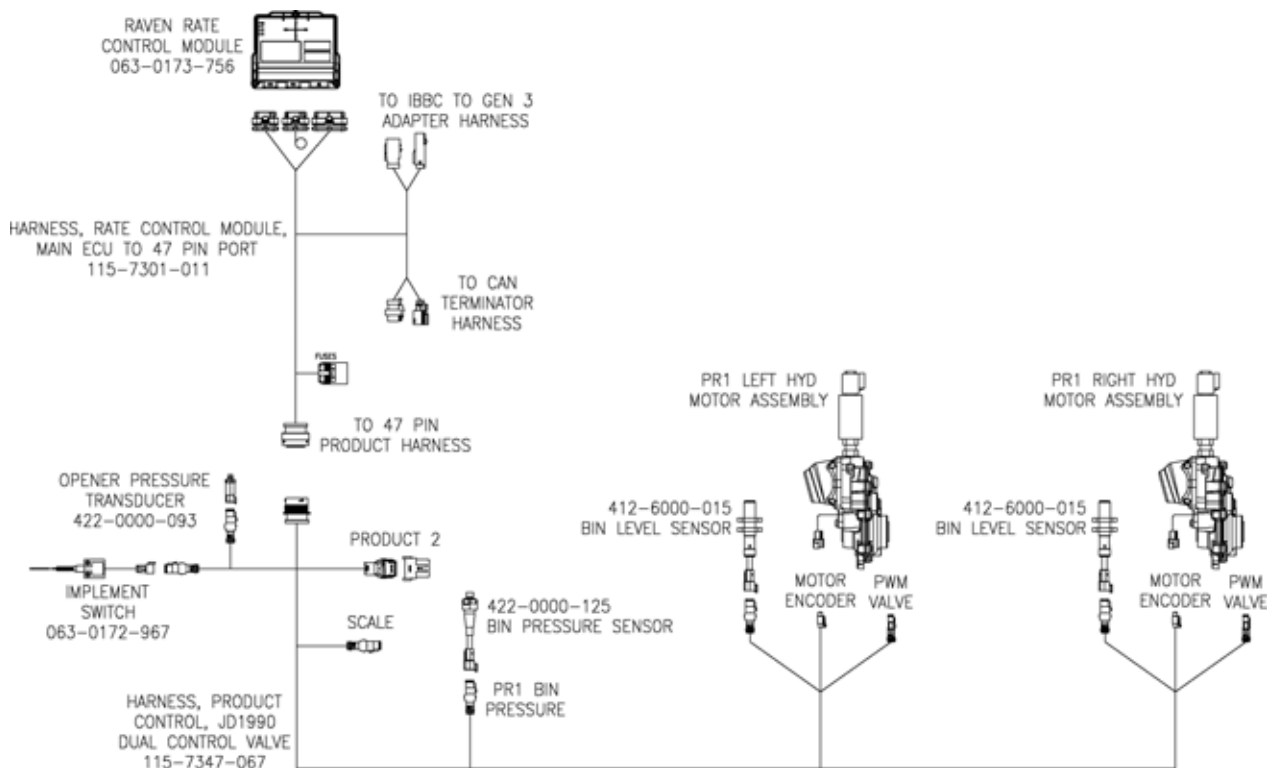 RAVEN RATE
CONTROL MODULE
063-0173-756
TO IBBC TO GEN 3
ADAPTER HARNESS
HARNESS, RATE CONTROL MODULE,
MAIN ECU TO 47 PIN PORT
115-7301-011
TO CAN
TERMINATOR
HARNESS
FUSES
TO 47 PIN
PRODUCT HARNESS
OPENER PRESSURE
TRANSDUCER
422-0000-093
IMPLEMENT
SWITCH
063-0172-967
PRODUCT 2
SCALE
HARNESS, PRODUCT
CONTROL, JD1990
DUAL CONTROL VALVE
115-7347-067
422-0000-125
BIN PRESSURE SENSOR
PR1 BIN
PRESSURE
PR1 LEFT HYD
MOTOR ASSEMBLY
412-6000-015
BIN LEVEL SENSOR
MOTOR
ENCODER
PWM
VALVE
PR1 RIGHT HYD
MOTOR ASSEMBLY
412-6000-015
BIN LEVEL SENSOR
MOTOR
ENCODER
PWM
VALVE